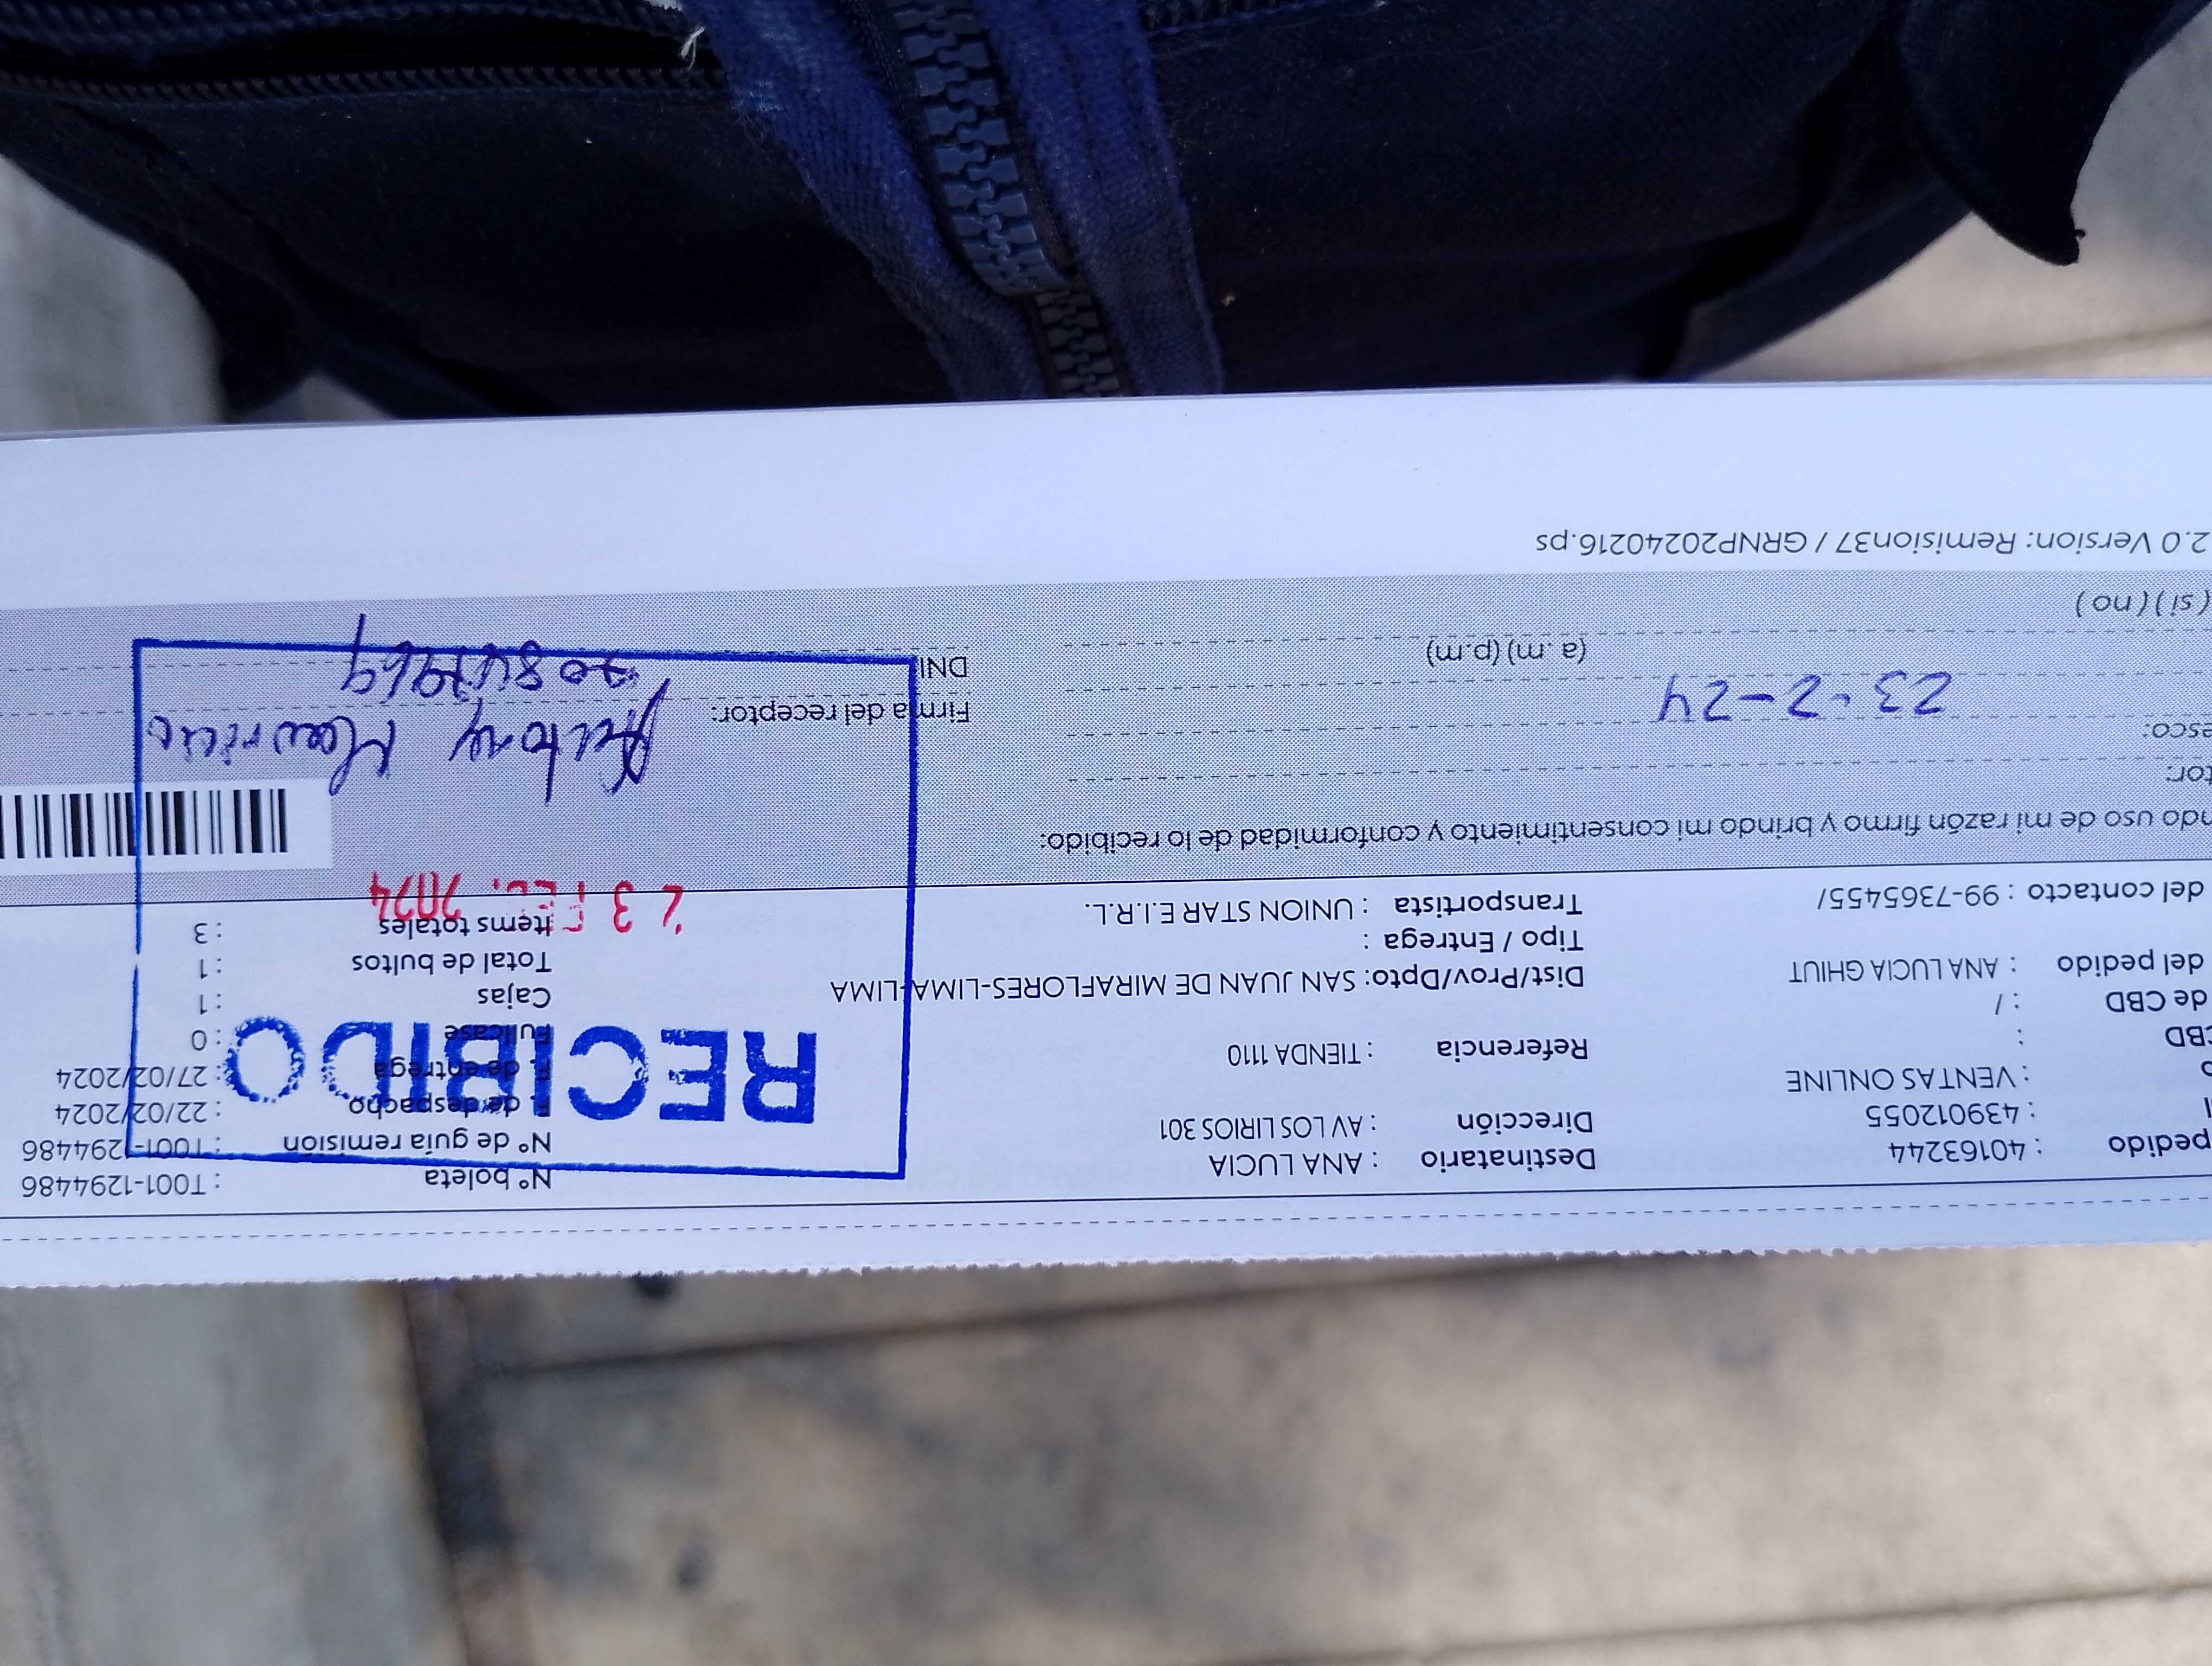 pedido : 40163244 Destinatario : ANA LUCIA Nº boleta : T001-1294486
: 439012055 Dirección : AV LOS LIRIOS 301 Nº de guía remisión : T001-1294486
: VENTAS ONLINE F. de despacho : 22/02/2024
F. de entrega : 27/02/2024
CBD : Referencia : TIENDA 1110 Fullcase : 0
RECIBIDO
de CBD : / Cajas : 1
del pedido : ANA LUCIA GHIUT Dist/Prov/Dpto: SAN JUAN DE MIRAFLORES-LIMA-LIMA Total de bultos : 1
Tipo / Entrega :
del contacto : 99-7365455/ Transportista : UNION STAR E.I.R.L. Items totales : 3
23 FEB. 2024
ndo uso de mi razón firmo y brindo mi consentimiento y conformidad de lo recibido:
tor:
esco: Firma del receptor: Mauricio
23-2-24
(a.m) (p.m) DNI
(si) (no)
2.0 Version: Remision37 / GRNP20240216.ps